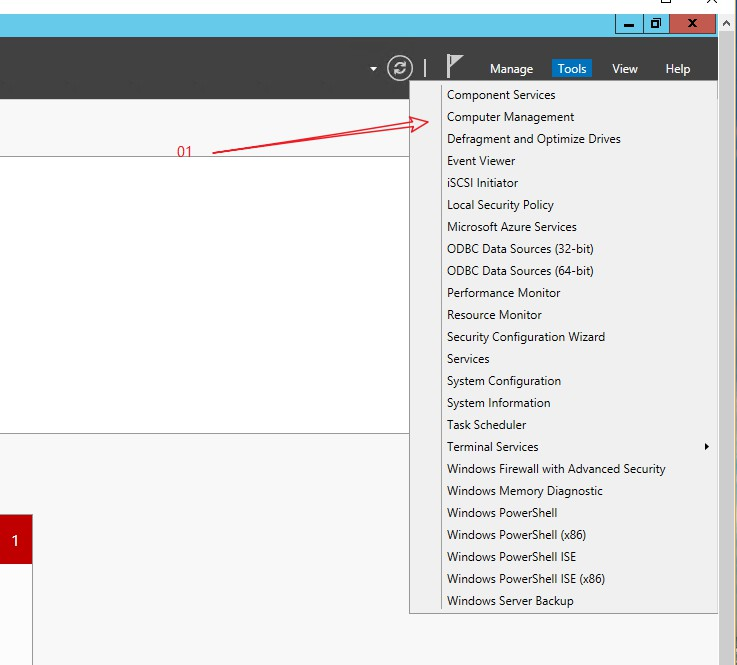 Manage Tools View Help
Component Services
Computer Management
Defragment and Optimize Drives
01
Event Viewer
iSCSI Initiator
Local Security Policy
Microsoft Azure Services
ODBC Data Sources (32-bit)
ODBC Data Sources (64-bit)
Performance Monitor
Resource Monitor
Security Configuration Wizard
Services
System Configuration
System Information
Task Scheduler
Terminal Services
Windows Firewall with Advanced Security
Windows Memory Diagnostic
Windows PowerShell
1
Windows PowerShell (x86)
Windows PowerShell ISE
Windows PowerShell ISE (x86)
Windows Server Backup